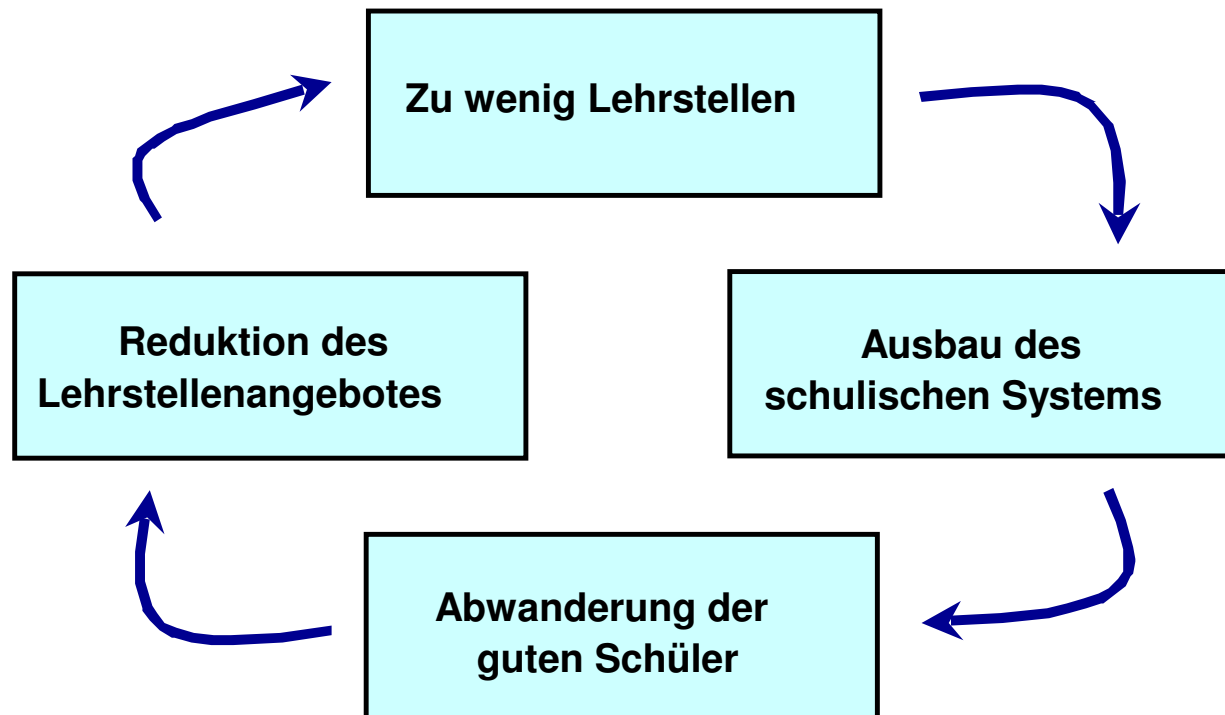 Zu wenig Lehrstellen
Reduktion des
Lehrstellenangebotes
Ausbau des
schulischen Systems
Abwanderung der
guten Schüler